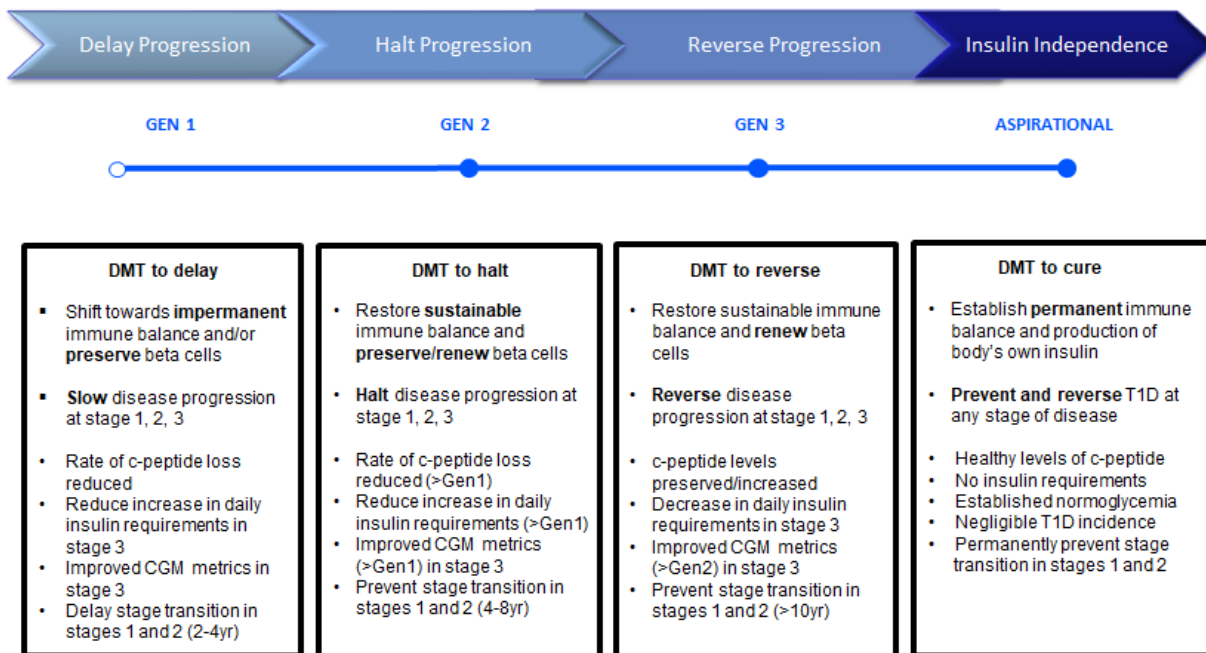 Delay Progression
Halt Progression
Reverse Progression
Insulin Independence
GEN 1
GEN 2
GEN 3
ASPIRATIONAL
DMT to delay
▪ Shift towards impermanent
immune balance and/or
preserve beta cells
▪ Slow disease progression
at stage 1, 2, 3
• Rate of c-peptide loss
reduced
• Reduce increase in daily
insulin requirements in
stage 3
• Improved CGM metrics in
stage 3
• Delay stage transition in
stages 1 and 2 (2-4yr)
DMT to halt
• Restore sustainable
immune balance and
preserve/renew beta cells
• Halt disease progression at
stage 1, 2, 3
• Rate of c-peptide loss
reduced (>Gen1)
• Reduce increase in daily
insulin requirements (>Gen1)
• Improved CGM metrics
(>Gen1) in stage 3
• Prevent stage transition in
stages 1 and 2 (4-8yr)
DMT to reverse
• Restore sustainable immune
balance and renew beta
cells
• Reverse disease
progression at stage 1, 2, 3
• c-peptide levels
preserved/increased
• Decrease in daily insulin
requirements in stage 3
• Improved CGM metrics
(>Gen2) in stage 3
• Prevent stage transition in
stages 1 and 2 (>10yr)
DMT to cure
• Establish permanent immune
balance and production of
body's own insulin
• Prevent and reverse T1D at
any stage of disease
• Healthy levels of c-peptide
• No insulin requirements
• Established normoglycemia
• Negligible T1D incidence
• Permanently prevent stage
transition in stages 1 and 2